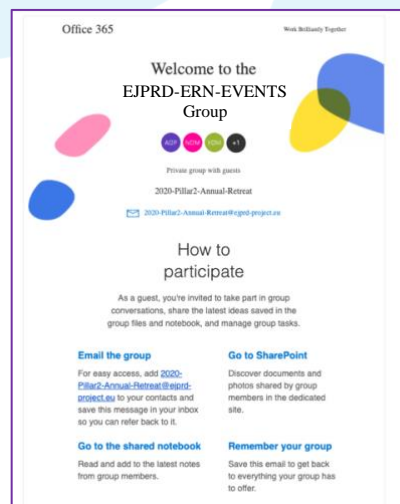 Office 365
Work Brilliantly Together
Welcome to the
EJPRD-ERN-EVENTS
Group
AGP NDM YDM +1
Private group with guests
2020-Pillar2-Annual-Retreat
2020-Pillar2-Annual-Retreat@ejprd-project.eu
How to
participate
As a guest, you're invited to take part in group
conversations, share the latest ideas saved in the
group files and notebook, and manage group tasks.
Email the group
For easy access, add 2020-
Pillar2-Annual-Retreat@ejprd-
project.eu to your contacts and
save this message in your inbox
so you can refer back to it.
Go to SharePoint
Discover documents and
photos shared by group
members in the dedicated
site.
Go to the shared notebook
Read and add to the latest notes
from group members.
Remember your group
Save this email to get back
to everything your group has
to offer.